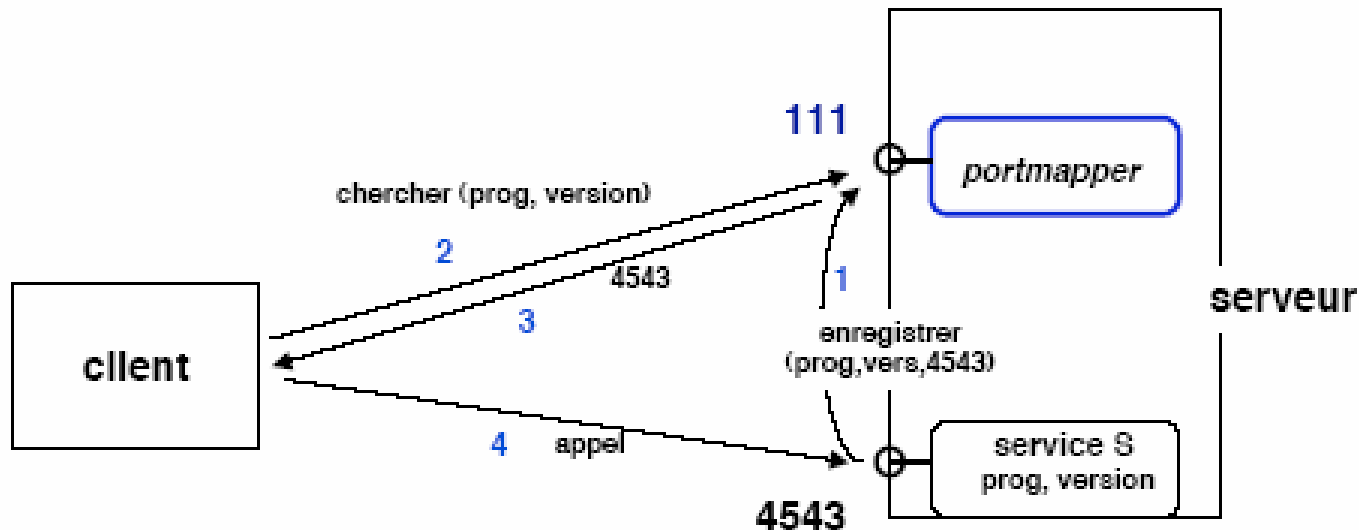 111
portmapper
chercher (prog, version)
2
4543
1
3
serveur
enregistrer
(prog,vers,4543)
client
4 appel
service S
prog, version
4543